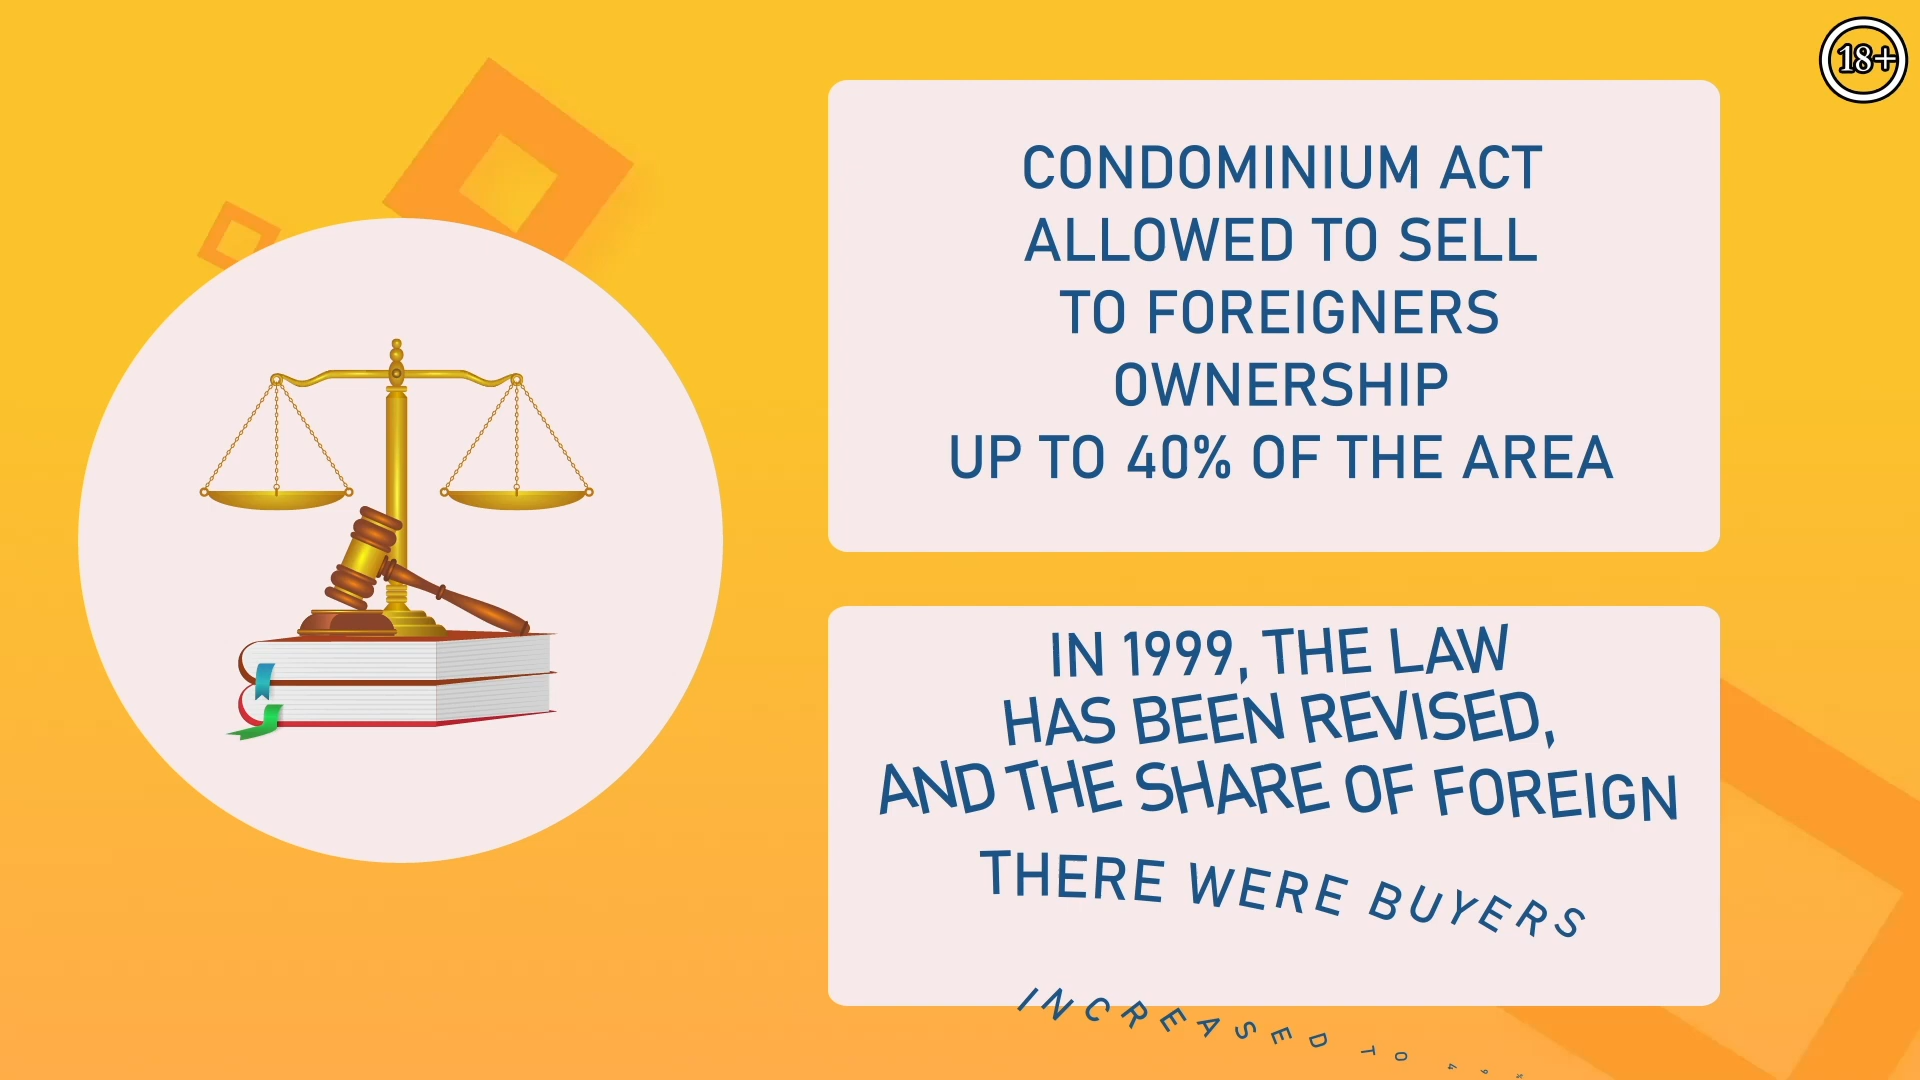 18+
CONDOMINIUM ACT
ALLOWED TO SELL
TO FOREIGNERS
OWNERSHIP
UP TO 40% OF THE AREA
IN 1999, THE LAW
HAS BEEN REVISED,
AND THE SHARE OF FOREIGN
THERE WERE BUYERS
INCREASED TO 49%